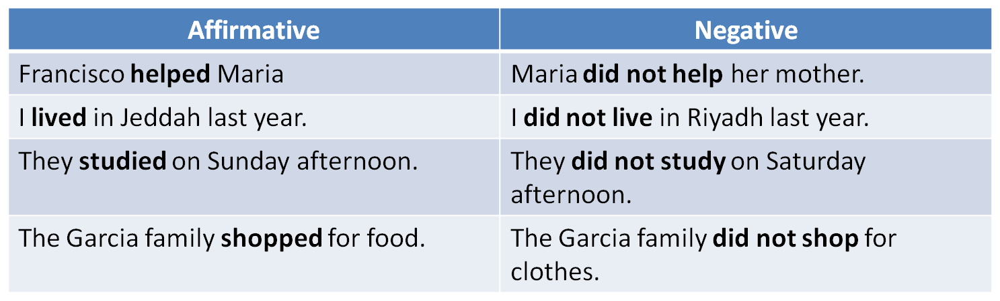 Affirmative
Negative
Francisco helped Maria
Maria did not help her mother.
I lived in Jeddah last year.
I did not live in Riyadh last year.
They studied on Sunday afternoon.
They did not study on Saturday
afternoon.
The Garcia family shopped for food.
The Garcia family did not shop for
clothes.